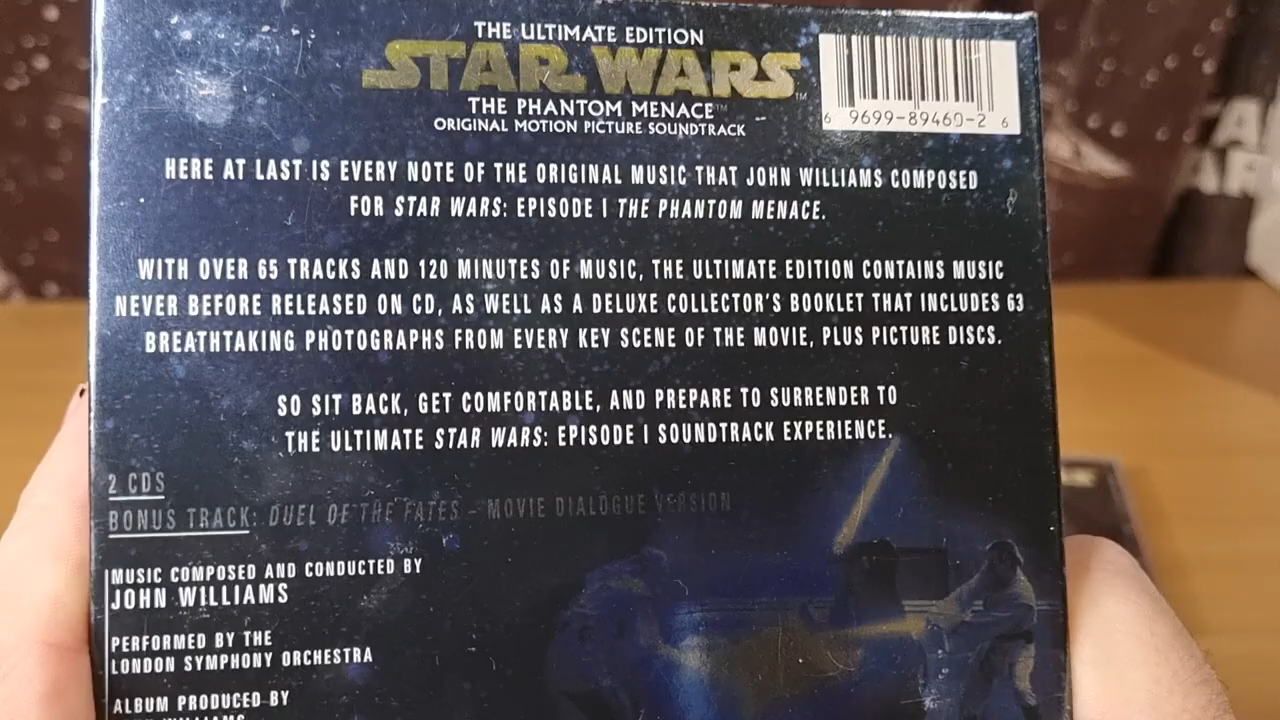 THE ULTIMATE EDITION
STAR WARS™
THE PHANTOM MENACE™
ORIGINAL MOTION PICTURE SOUNDTRACK
6 9699-89460-2 6
HERE AT LAST IS EVERY NOTE OF THE ORIGINAL MUSIC THAT JOHN WILLIAMS COMPOSED
FOR STAR WARS: EPISODE I THE PHANTOM MENACE.
WITH OVER 65 TRACKS AND 120 MINUTES OF MUSIC, THE ULTIMATE EDITION CONTAINS MUSIC
NEVER BEFORE RELEASED ON CD, AS WELL AS A DELUXE COLLECTOR'S BOOKLET THAT INCLUDES 63
BREATHTAKING PHOTOGRAPHS FROM EVERY KEY SCENE OF THE MOVIE, PLUS PICTURE DISCS.
SO SIT BACK, GET COMFORTABLE, AND PREPARE TO SURRENDER TO
THE ULTIMATE STAR WARS: EPISODE I SOUNDTRACK EXPERIENCE.
2 CDS
BONUS TRACK: DUEL OF THE FATES – MOVIE DIALOGUE VERSION
MUSIC COMPOSED AND CONDUCTED BY
JOHN WILLIAMS
PERFORMED BY THE
LONDON SYMPHONY ORCHESTRA
ALBUM PRODUCED BY
WILLIAMS